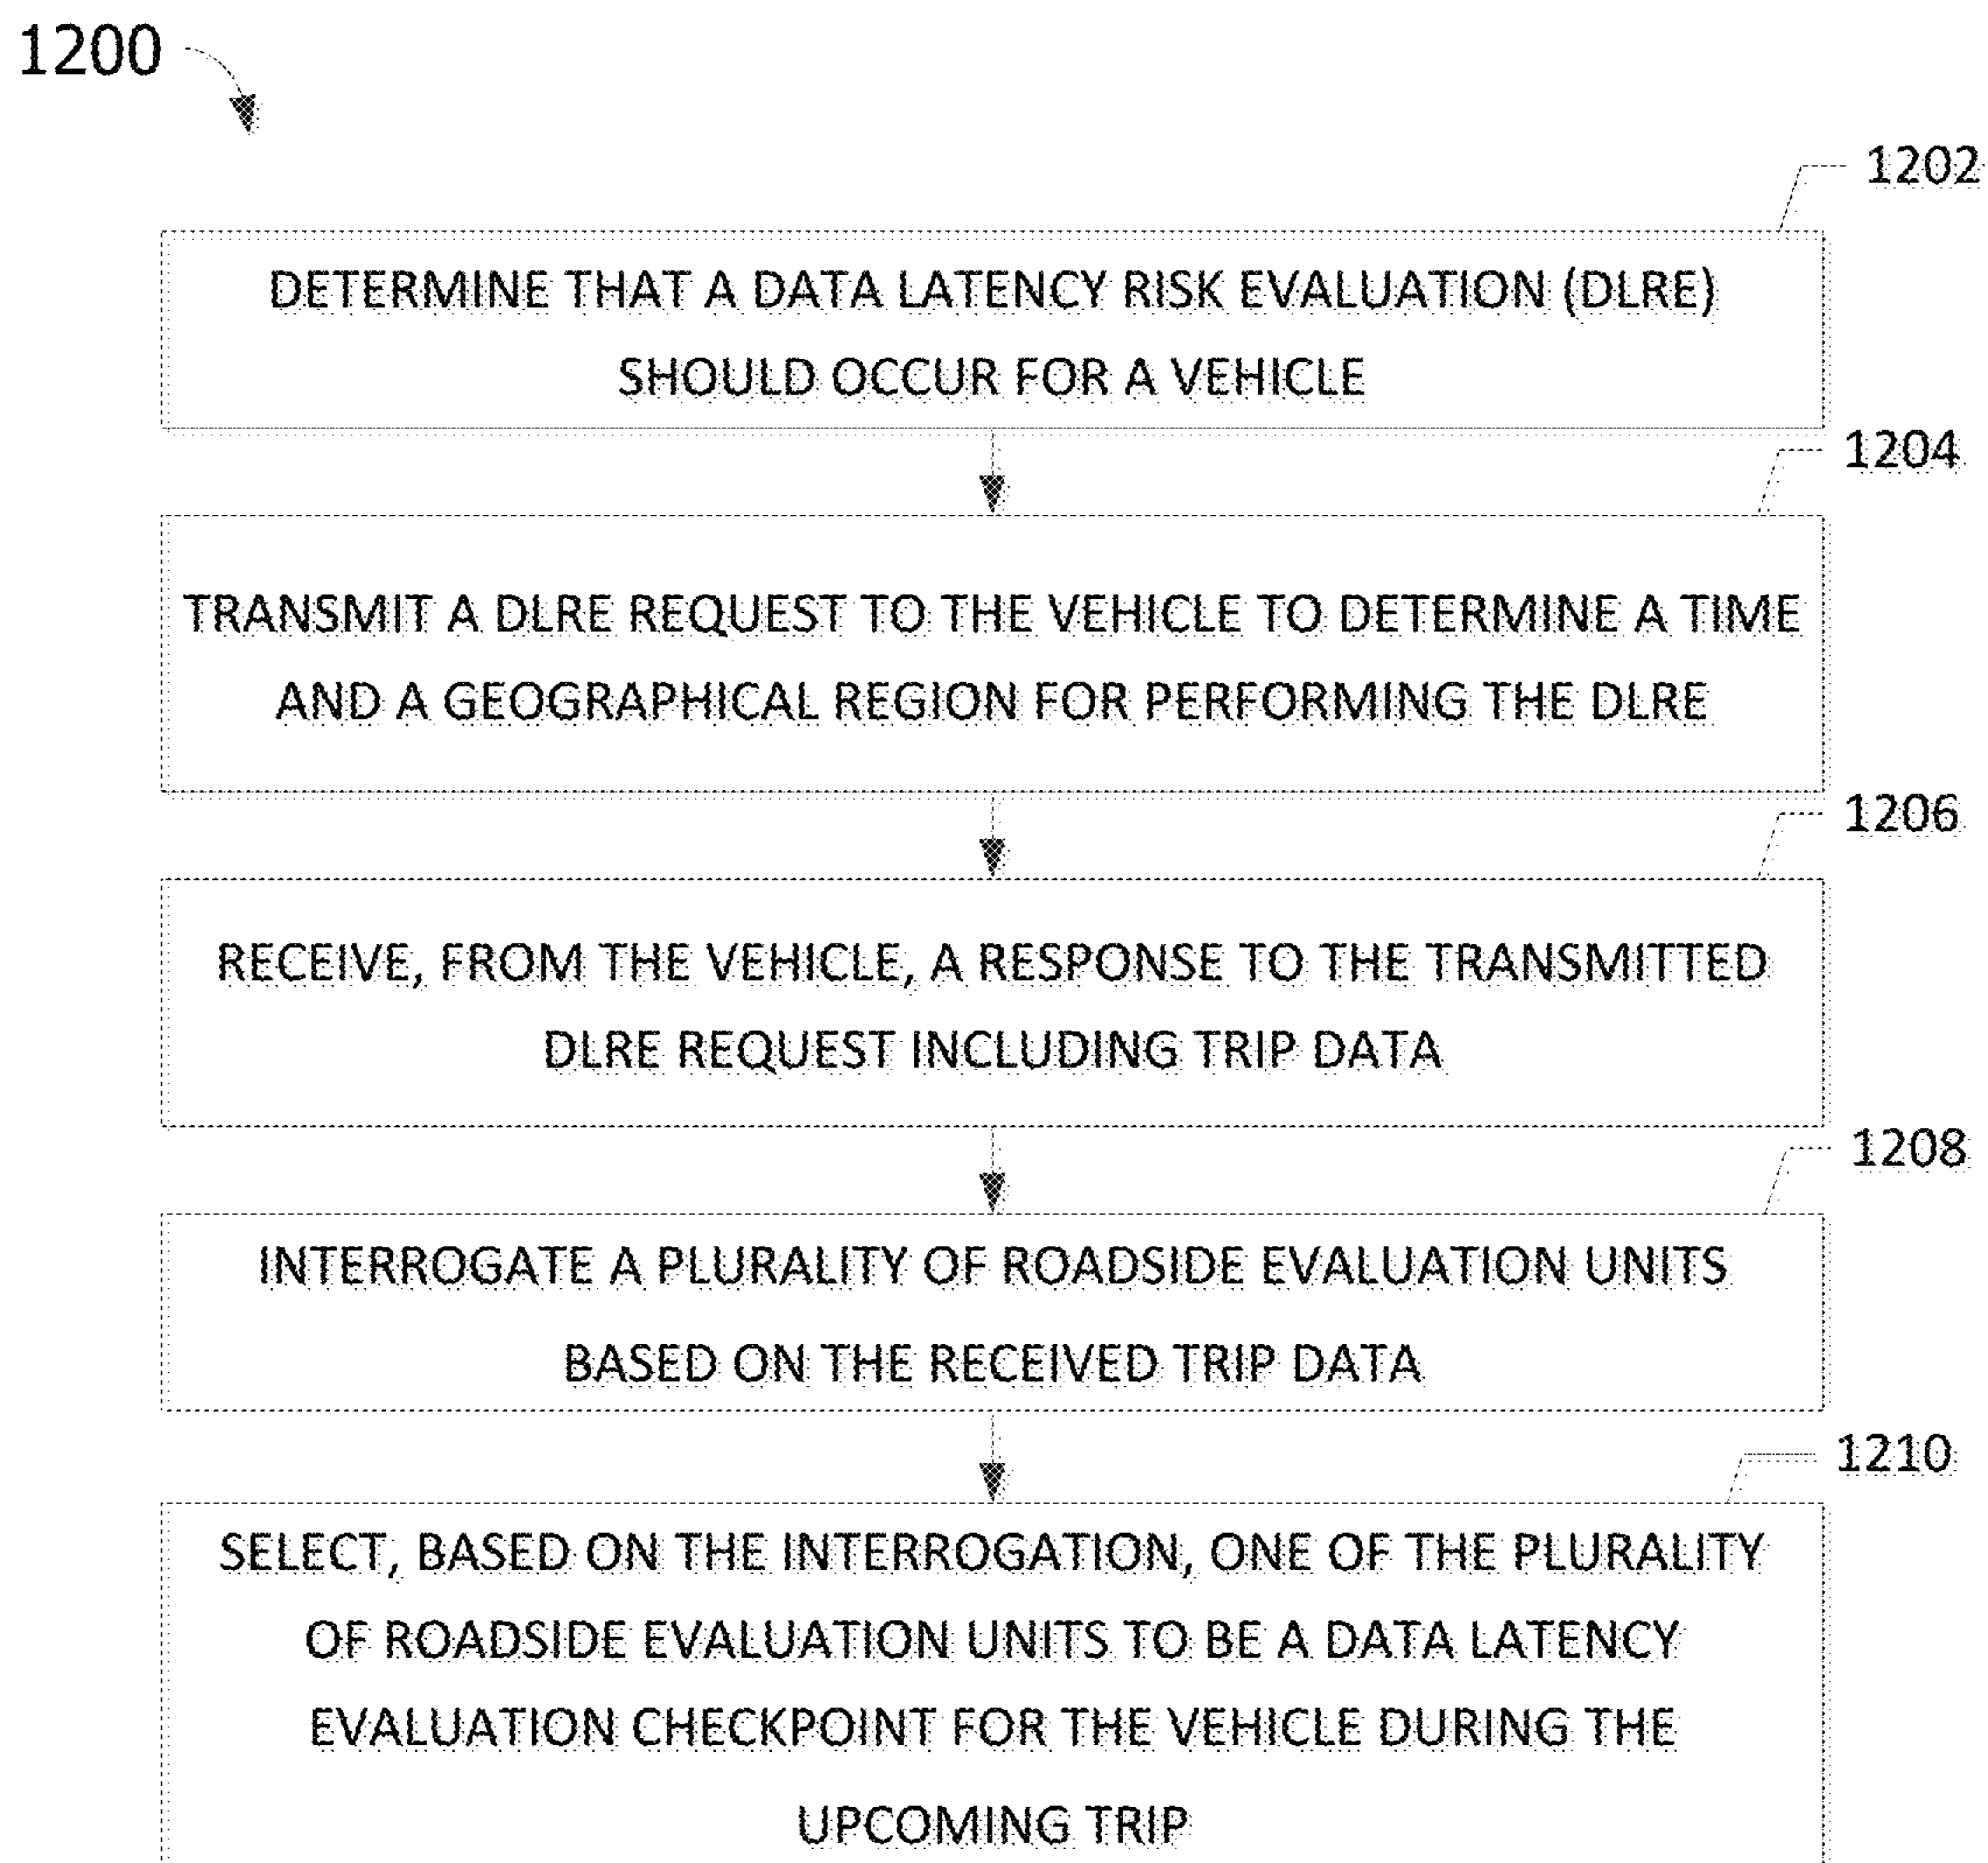 1200
1202
DETERMINE THAT A DATA LATENCY RISK EVALUATION (DLRE)
SHOULD OCCUR FOR A VEHICLE
1204
TRANSMIT A DLRE REQUEST TO THE VEHICLE TO DETERMINE A TIME
AND A GEOGRAPHICAL REGION FOR PERFORMING THE DLRE
1206
RECEIVE, FROM THE VEHICLE, A RESPONSE TO THE TRANSMITTED
DLRE REQUEST INCLUDING TRIP DATA
1208
INTERROGATE A PLURALITY OF ROADSIDE EVALUATION UNITS
BASED ON THE RECEIVED TRIP DATA
1210
SELECT, BASED ON THE INTERROGATION, ONE OF THE PLURALITY
OF ROADSIDE EVALUATION UNITS TO BE A DATA LATENCY
EVALUATION CHECKPOINT FOR THE VEHICLE DURING THE
UPCOMING TRIP